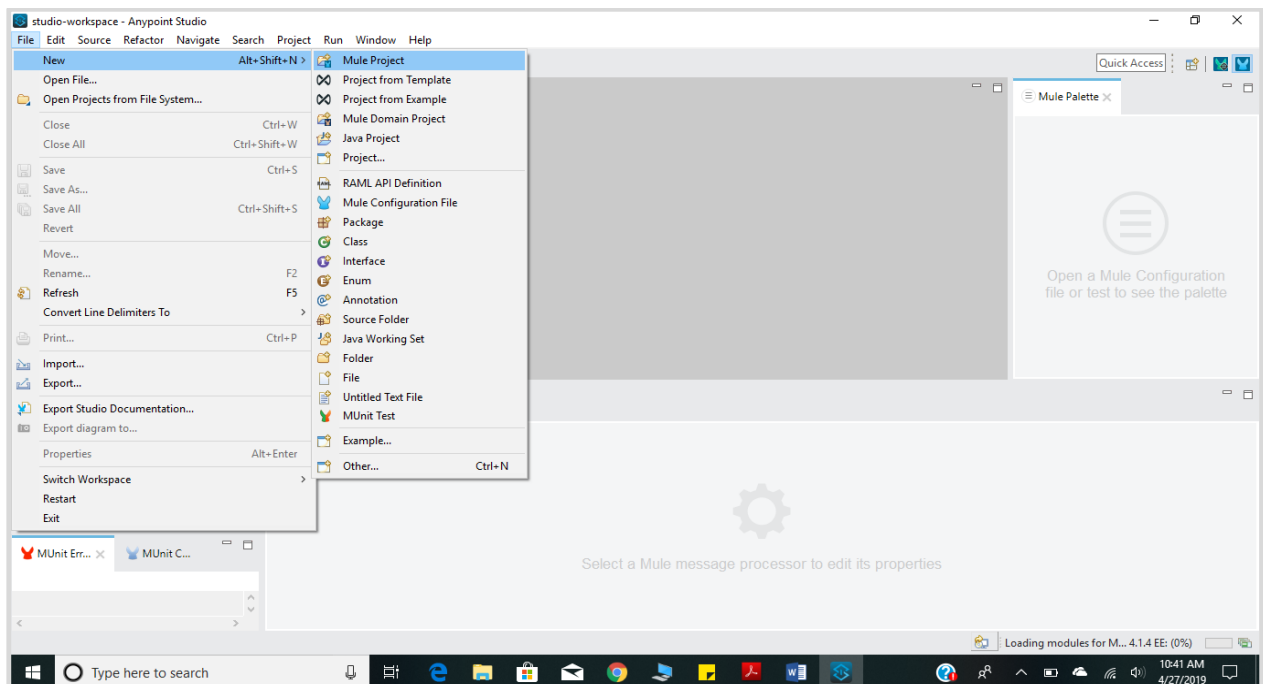 studio-workspace - Anypoint Studio
File Edit Source Refactor Navigate Search Project Run Window Help
New Alt+Shift+N >
Open File...
Open Projects from File System...
Close Ctrl+W
Close All Ctrl+Shift+W
Save Ctrl+S
Save As...
Save All Ctrl+Shift+S
Revert
Move...
Rename... F2
Refresh F5
Convert Line Delimiters To >
Print... Ctrl+P
Import...
Export...
Export Studio Documentation...
Export diagram to...
Properties Alt+Enter
Switch Workspace >
Restart
Exit
Mule Project
Project from Template
Project from Example
Mule Domain Project
Java Project
Project...
RAML API Definition
Mule Configuration File
Package
Class
Interface
Enum
Annotation
Source Folder
Java Working Set
Folder
File
Untitled Text File
MUnit Test
Example...
Other... Ctrl+N
Quick Access
Mule Palette
Open a Mule Configuration
file or test to see the palette
MUnit Err... MUnit C...
Select a Mule message processor to edit its properties
Loading modules for M... 4.1.4 EE: (0%)
Type here to search
10:41 AM
4/27/2019